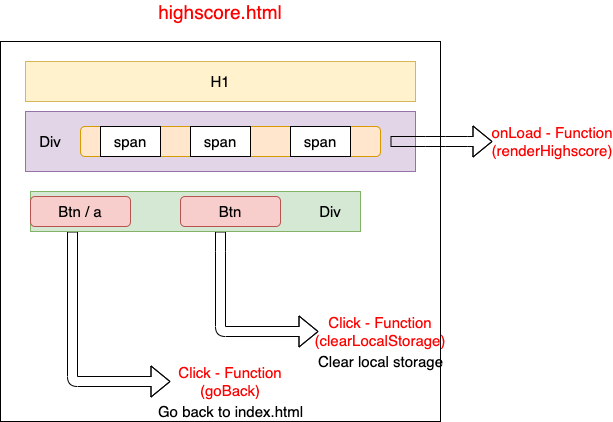 highscore.html
H1
Div
span
span
span
onLoad - Function
(renderHighscore)
Btn / a
Btn
Div
Click - Function
(clearLocalStorage)
Clear local storage
Click - Function
(goBack)
Go back to index.html